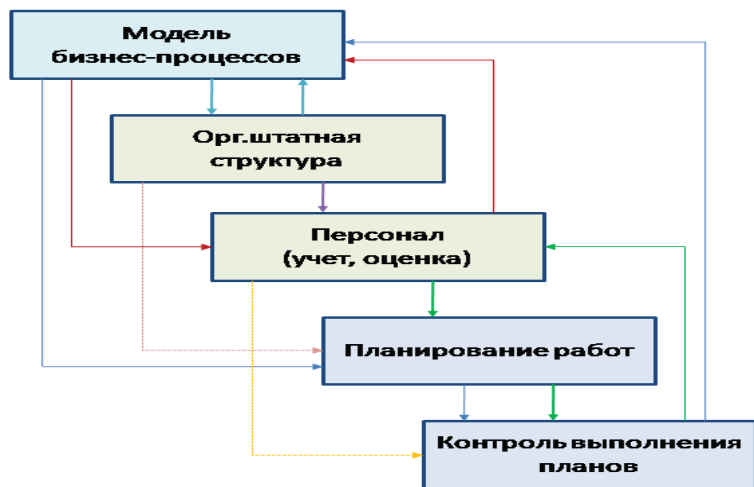 Модель
бизнес-процессов
Орг.штатная
структура
Персонал
(учет, оценка)
Планирование работ
Контроль выполнения
планов